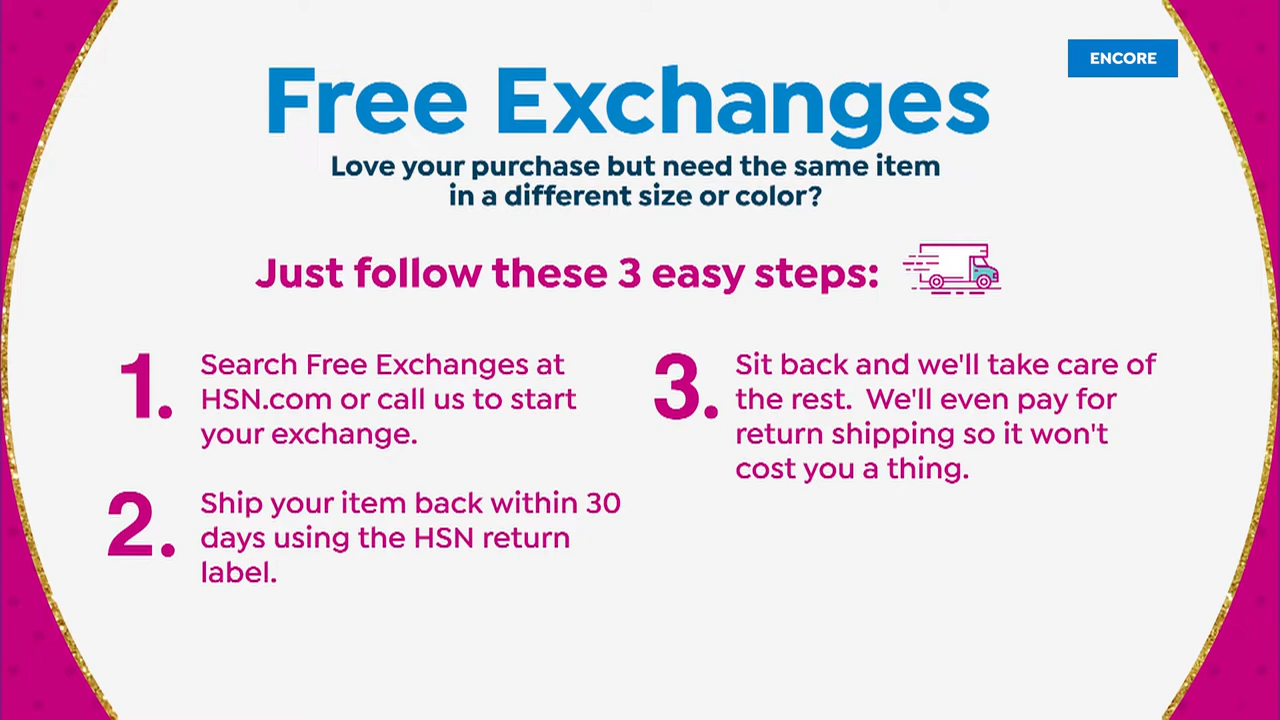 ENCORE
Free Exchanges
Love your purchase but need the same item
in a different size or color?
Just follow these 3 easy steps:
1. Search Free Exchanges at
HSN.com or call us to start
your exchange.
2. Ship your item back within 30
days using the HSN return
label.
3. Sit back and we'll take care of
the rest. We'll even pay for
return shipping so it won't
cost you a thing.